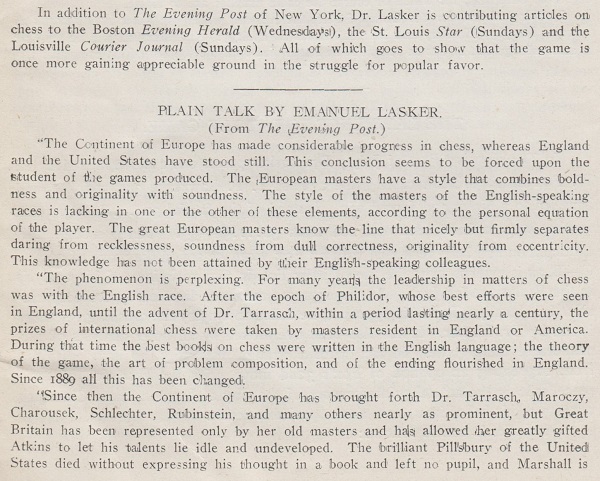 In addition to The Evening Post of New York, Dr. Lasker is contributing articles on
chess to the Boston Evening Herald (Wednesdays), the St. Louis Star (Sundays) and the
Louisville Courier Journal (Sundays). All of which goes to show that the game is
once more gaining appreciable ground in the struggle for popular favor.
PLAIN TALK BY EMANUEL LASKER.
(From The Evening Post.)
"The Continent of Europe has made considerable progress in chess, whereas England
and the United States have stood still. This conclusion seems to be forced upon the
student of the games produced. The European masters have a style that combines bold-
ness and originality with soundness. The style of the masters of the English-speaking
races is lacking in one or the other of these elements, according to the personal equation
of the player. The great European masters know the line that nicely but firmly separates
daring from recklessness, soundness from dull correctness, originality from eccentricity.
This knowledge has not been attained by their English-speaking colleagues.
"The phenomenon is perplexing. For many years the leadership in matters of chess
was with the English race. After the epoch of Philidor, whose best efforts were seen
in England, until the advent of Dr. Tarrasch, within a period lasting nearly a century, the
prizes of international chess were taken by masters resident in England or America.
During that time the best books on chess were written in the English language; the theory
of the game, the art of problem composition, and of the ending flourished in England.
Since 1889 all this has been changed.
"Since then the Continent of Europe has brought forth Dr. Tarrasch, Maroczy,
Charousek, Schlechter, Rubinstein, and many others nearly as prominent, but Great
Britain has been represented only by her old masters and has allowed her greatly gifted
Atkins to let his talents lie idle and undeveloped. The brilliant Pillsbury of the United
States died without expressing his thought in a book and left no pupil, and Marshall is